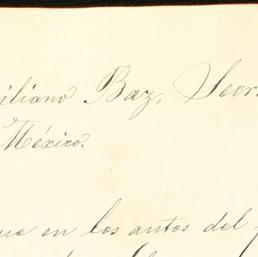 iliano Baz, Secr
México.
ue en los autos del